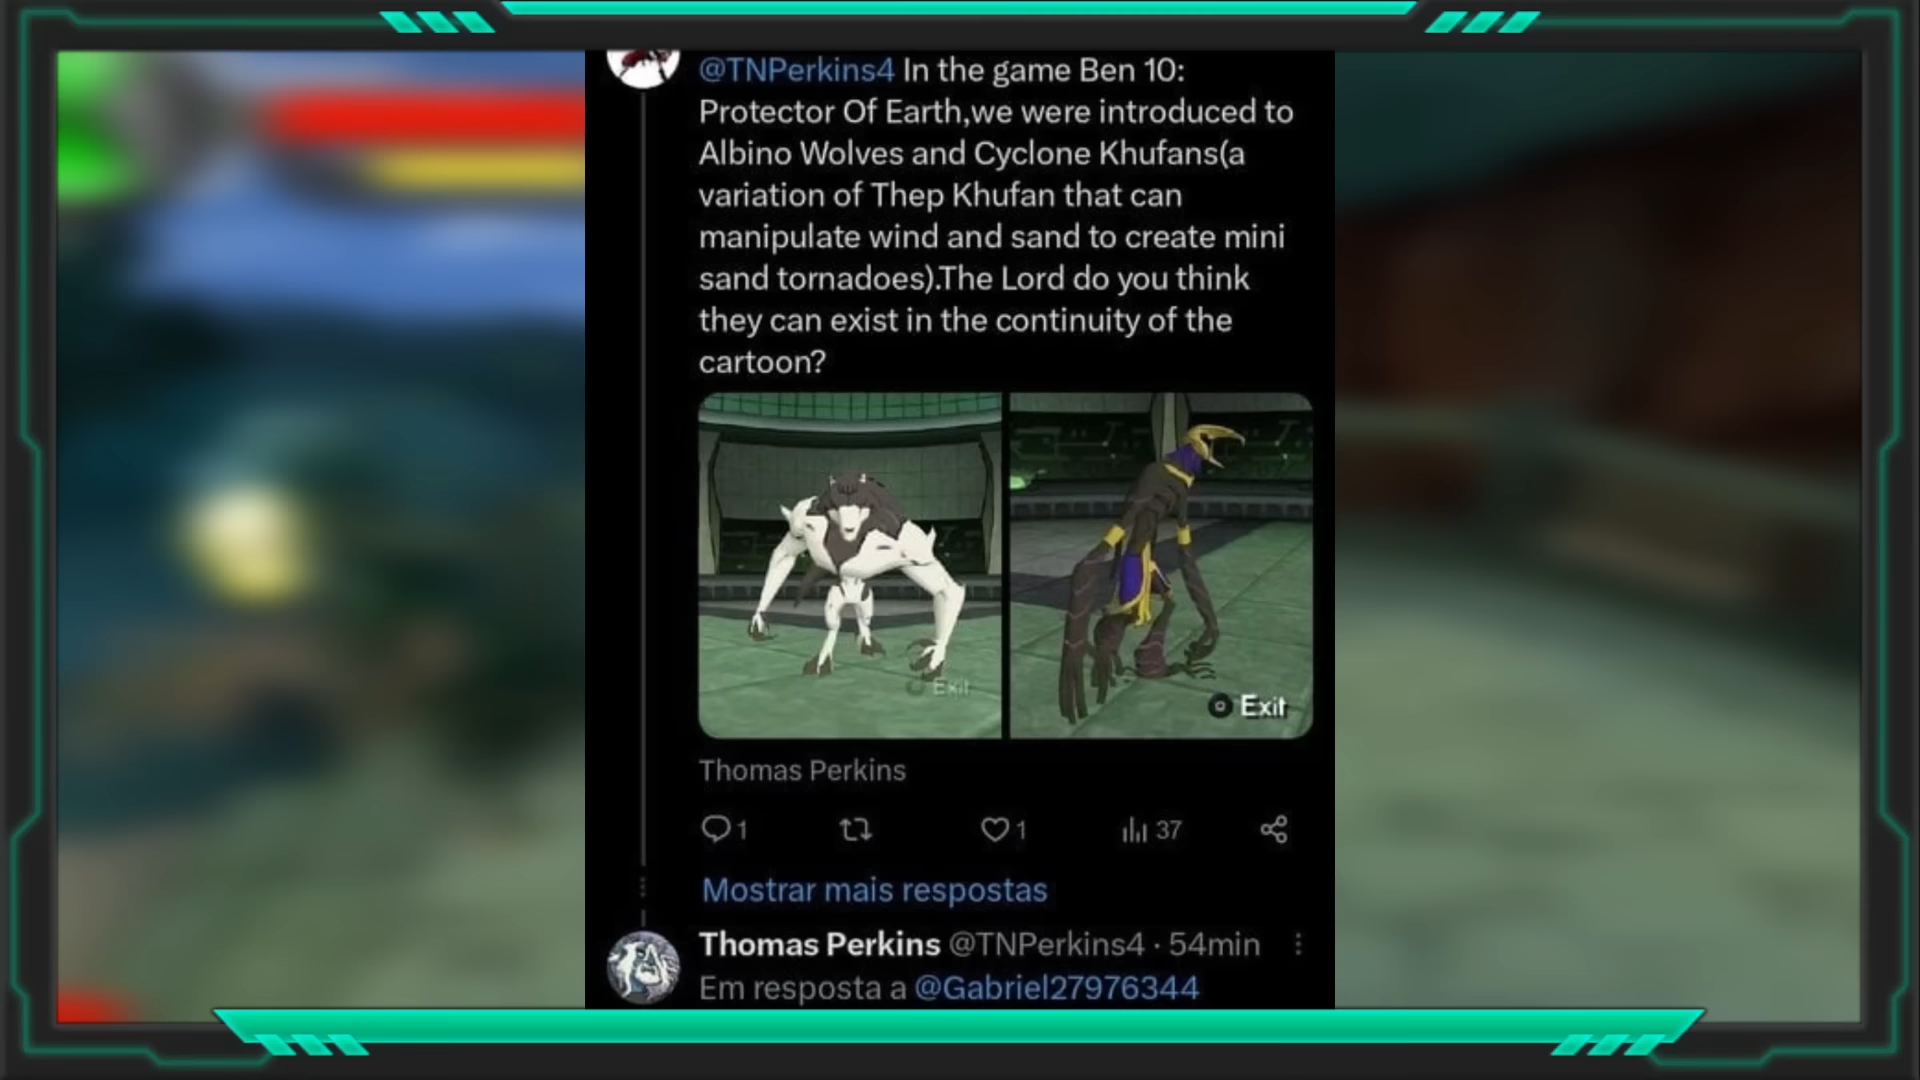 @TNPerkins4 In the game Ben 10:
Protector Of Earth,we were introduced to
Albino Wolves and Cyclone Khufans(a
variation of Thep Khufan that can
manipulate wind and sand to create mini
sand tornadoes).The Lord do you think
they can exist in the continuity of the
cartoon?
Exit
Exit
Thomas Perkins
1
1
37
Mostrar mais respostas
Thomas Perkins @TNPerkins4 · 54min
Em resposta a @Gabriel27976344